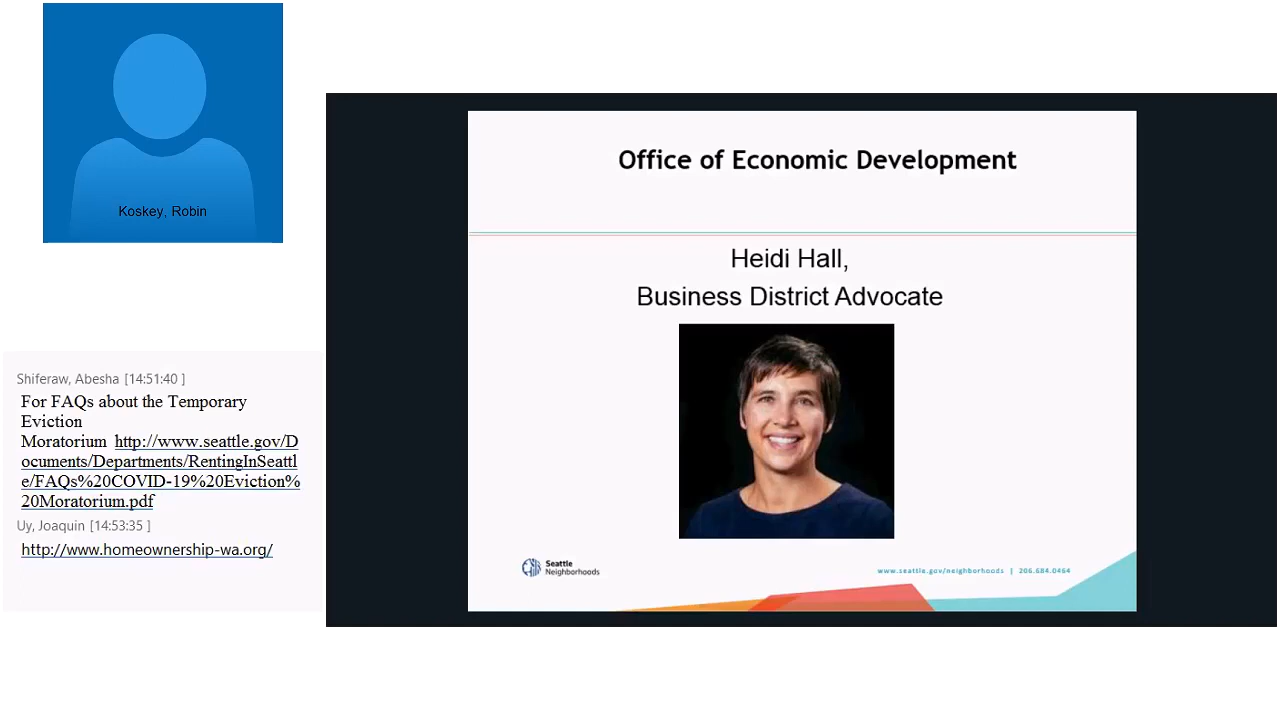 Koskey, Robin
Shiferaw, Abesha [14:51:40 ]
For FAQs about the Temporary
Eviction
Moratorium http://www.seattle.gov/D
ocuments/Departments/RentingInSeattl
e/FAQs%20COVID-19%20Eviction%
20Moratorium.pdf
Uy, Joaquin [14:53:35 ]
http://www.homeownership-wa.org/
Office of Economic Development
Heidi Hall,
Business District Advocate
Seattle
Neighborhoods
www.seattle.gov/neighborhoods | 206.684.0464